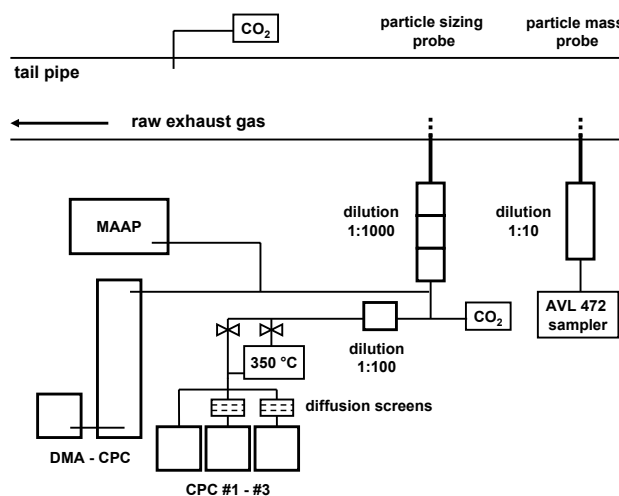 particle sizing
probe
particle mass
probe
CO2
tail pipe
raw exhaust gas
MAAP
dilution
1:1000
dilution
1:10
AVL 472
sampler
CO2
dilution
1:100
350 °C
diffusion screens
DMA - CPC
CPC #1 - #3